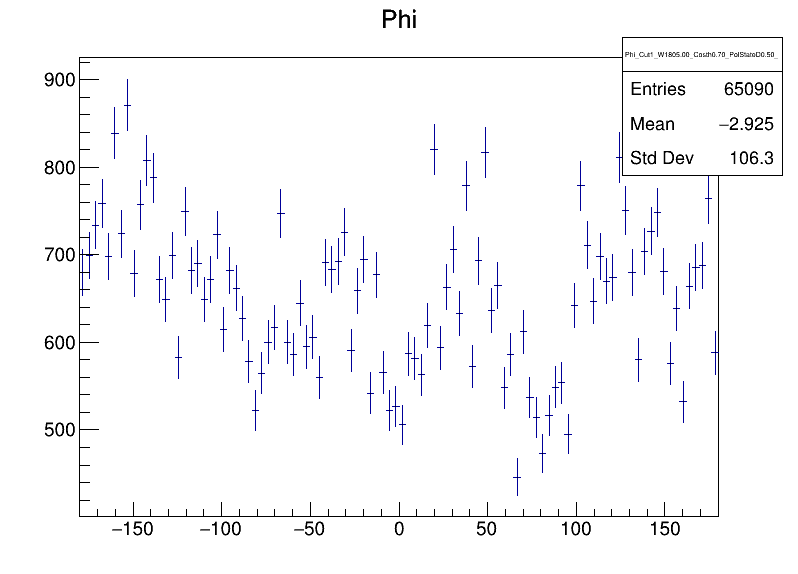 Phi
Phi_Cut1_W1805.00_Costh0.70_PolStateD0.50_
Entries 65090
Mean −2.925
Std Dev 106.3
900
800
700
600
500
−150 −100 −50 0 50 100 150